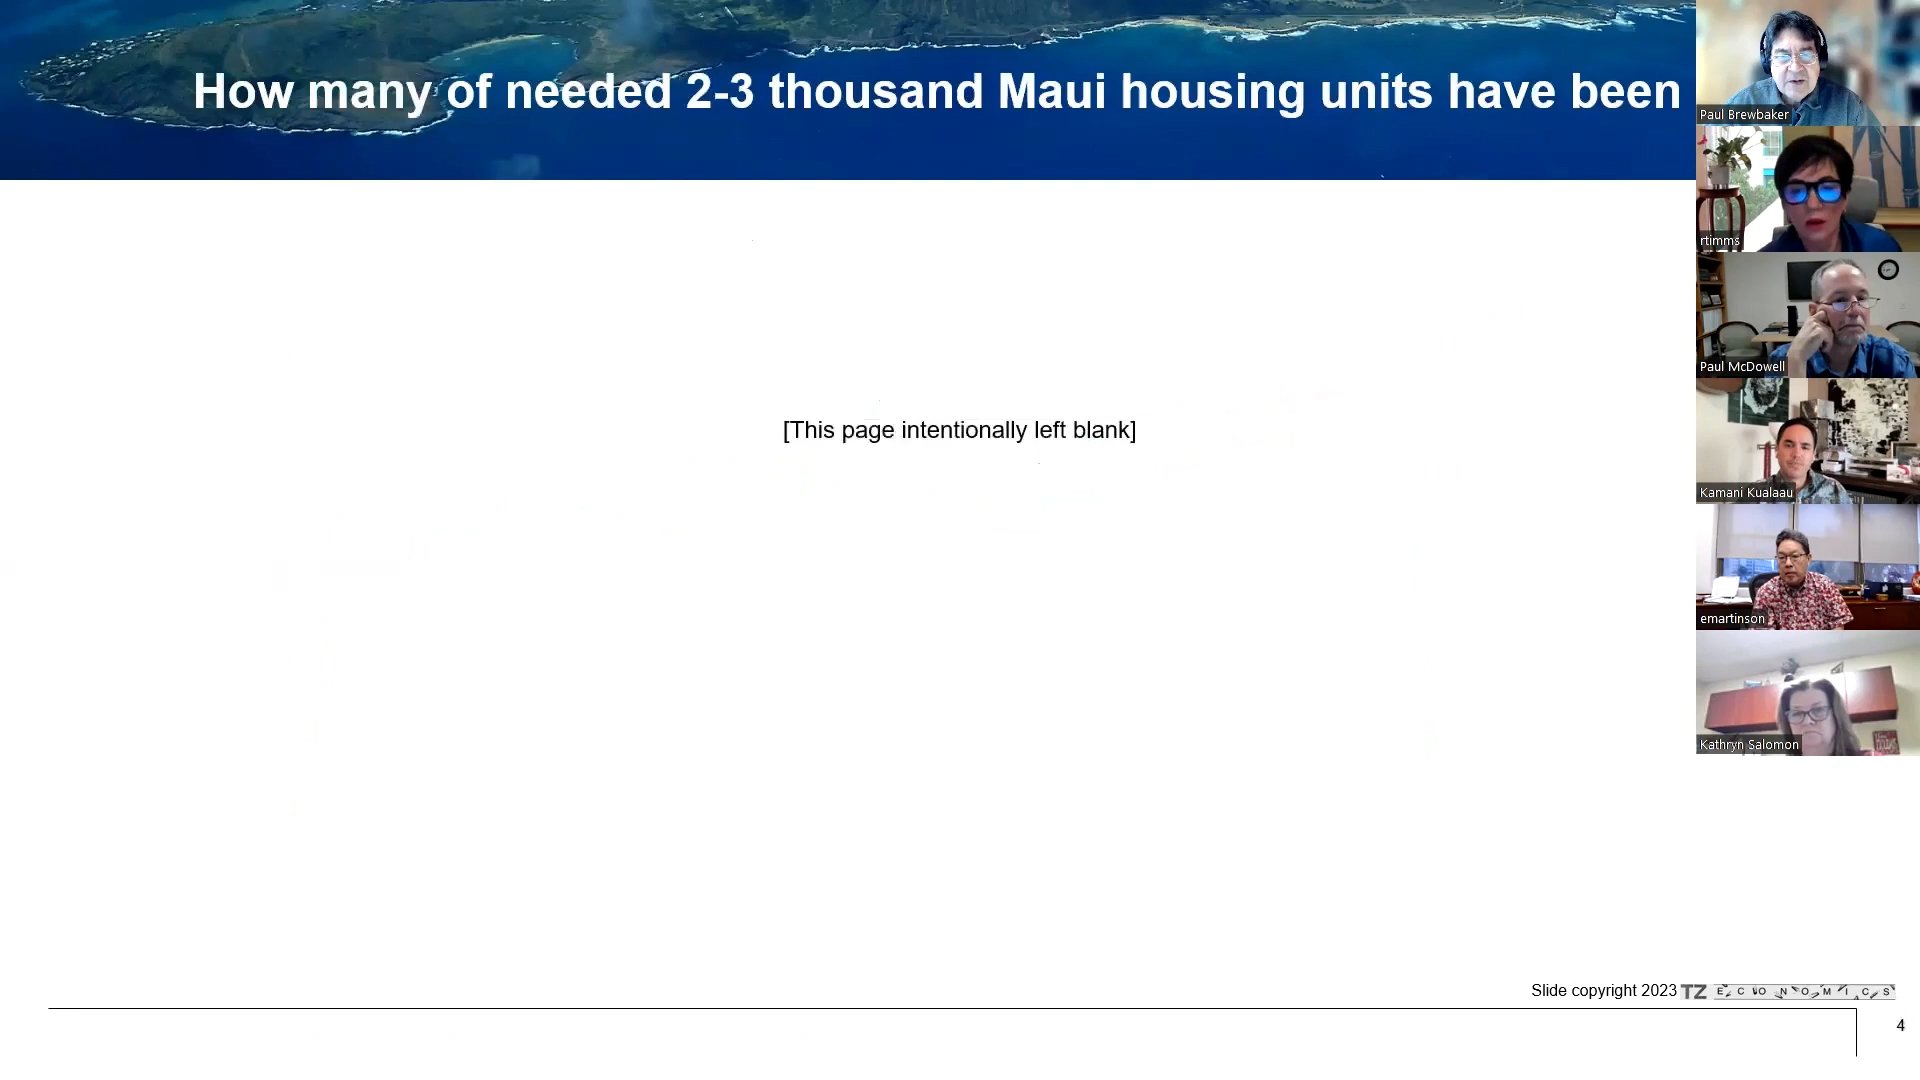 How many of needed 2-3 thousand Maui housing units have been
Paul Brewbaker
rtimms
Paul McDowell
[This page intentionally left blank]
Kamani Kualaau
emartinson
Kathryn Salomon
Slide copyright 2023 TZ ECONOMICS
4